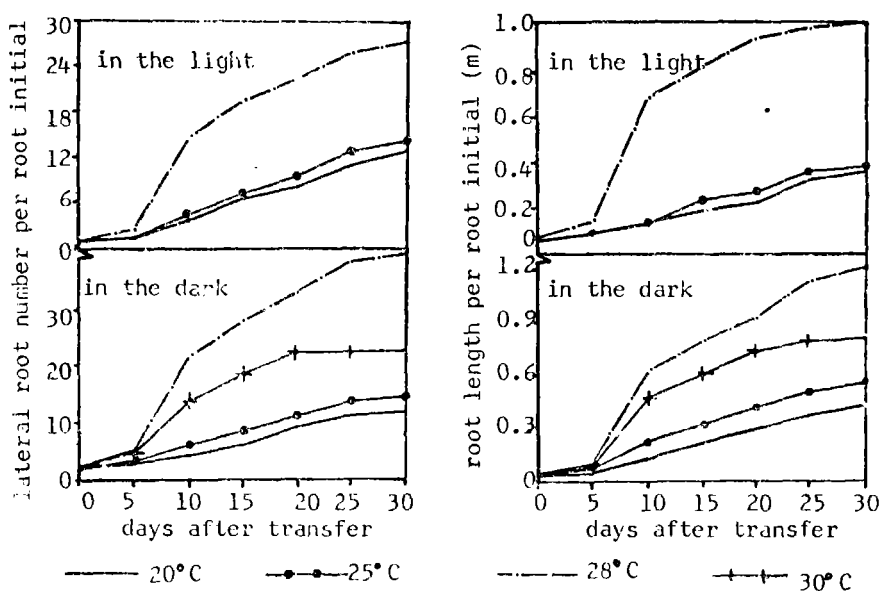 lateral root number per root initial
30
24
18
12
6
0
in the light
30
20
10
0
in the dark
0 5 10 15 20 25 30
days after transfer
root length per root initial (m)
1.0
0.8
0.6
0.4
0.2
0
in the light
1.2
0.9
0.6
0.3
0
in the dark
0 5 10 15 20 25 30
days after transfer
20°C 25°C 28°C 30°C